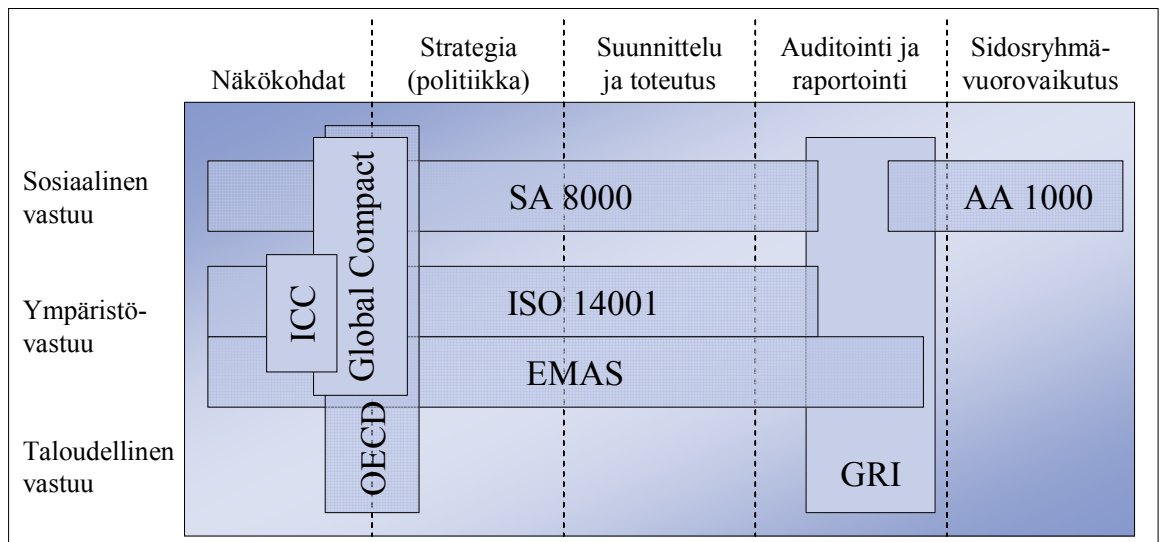 Näkökohdat
Strategia
(politiikka)
Suunnittelu
ja toteutus
Auditointi ja
raportointi
Sidosryhmä-
vuorovaikutus
Sosiaalinen
vastuu
SA 8000
AA 1000
Global Compact
Ympäristö-
vastuu
ICC
ISO 14001
EMAS
Taloudellinen
vastuu
OECD
GRI